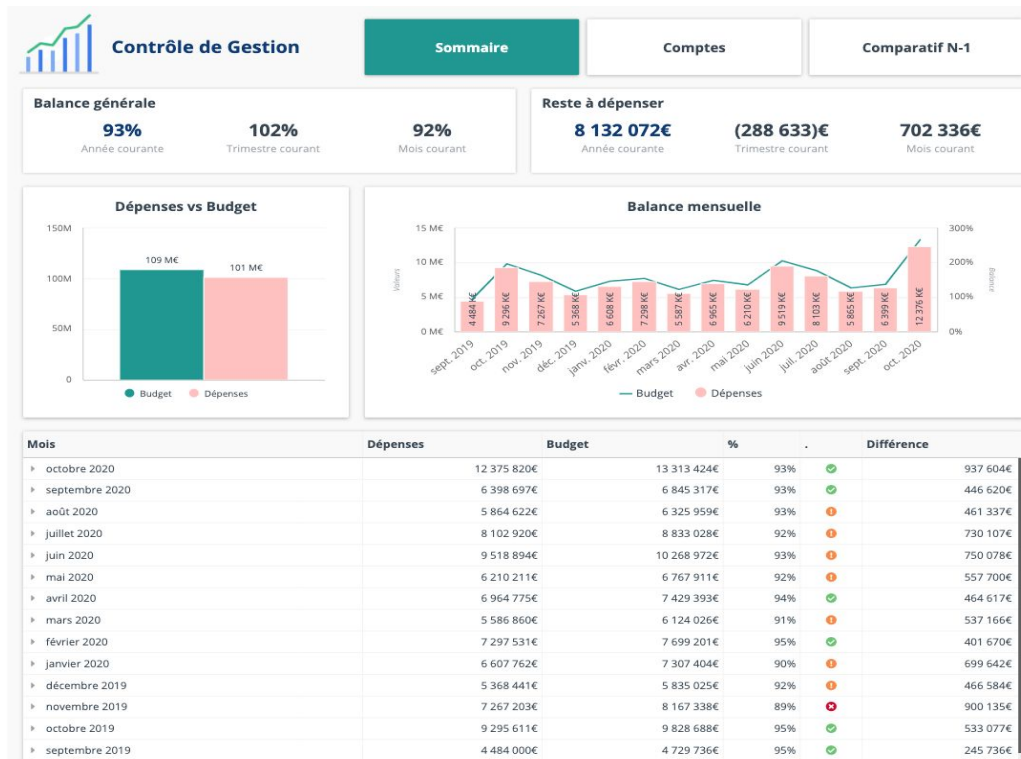 Contrôle de Gestion
Sommaire
Comptes
Comparatif N-1
Balance générale
93%
102%
92%
Année courante
Trimestre courant
Mois courant
Reste à dépenser
8 132 072€
(288 633)€
702 336€
Année courante
Trimestre courant
Mois courant
Dépenses vs Budget
150M
100M
50M
0
109 M€
101 M€
Budget
Dépenses
Balance mensuelle
Valeurs
15 M€
10 M€
5 M€
0 M€
300%
200%
100%
0%
Balance
4 484 K€
9 296 K€
7 267 K€
5 368 K€
6 608 K€
7 298 K€
5 587 K€
6 965 K€
6 210 K€
9 519 K€
8 103 K€
5 865 K€
6 399 K€
12 376 K€
sept. 2019
oct. 2019
nov. 2019
déc. 2019
janv. 2020
févr. 2020
mars 2020
avr. 2020
mai 2020
juin 2020
juil. 2020
août 2020
sept. 2020
oct. 2020
Budget
Dépenses
Mois Dépenses Budget % . Différence
octobre 2020 12 375 820€ 13 313 424€ 93% 937 604€
septembre 2020 6 398 697€ 6 845 317€ 93% 446 620€
août 2020 5 864 622€ 6 325 959€ 93% 461 337€
juillet 2020 8 102 920€ 8 833 028€ 92% 730 107€
juin 2020 9 518 894€ 10 268 972€ 93% 750 078€
mai 2020 6 210 211€ 6 767 911€ 92% 557 700€
avril 2020 6 964 775€ 7 429 393€ 94% 464 617€
mars 2020 5 586 860€ 6 124 026€ 91% 537 166€
février 2020 7 297 531€ 7 699 201€ 95% 401 670€
janvier 2020 6 607 762€ 7 307 404€ 90% 699 642€
décembre 2019 5 368 441€ 5 835 025€ 92% 466 584€
novembre 2019 7 267 203€ 8 167 338€ 89% 900 135€
octobre 2019 9 295 611€ 9 828 688€ 95% 533 077€
septembre 2019 4 484 000€ 4 729 736€ 95% 245 736€